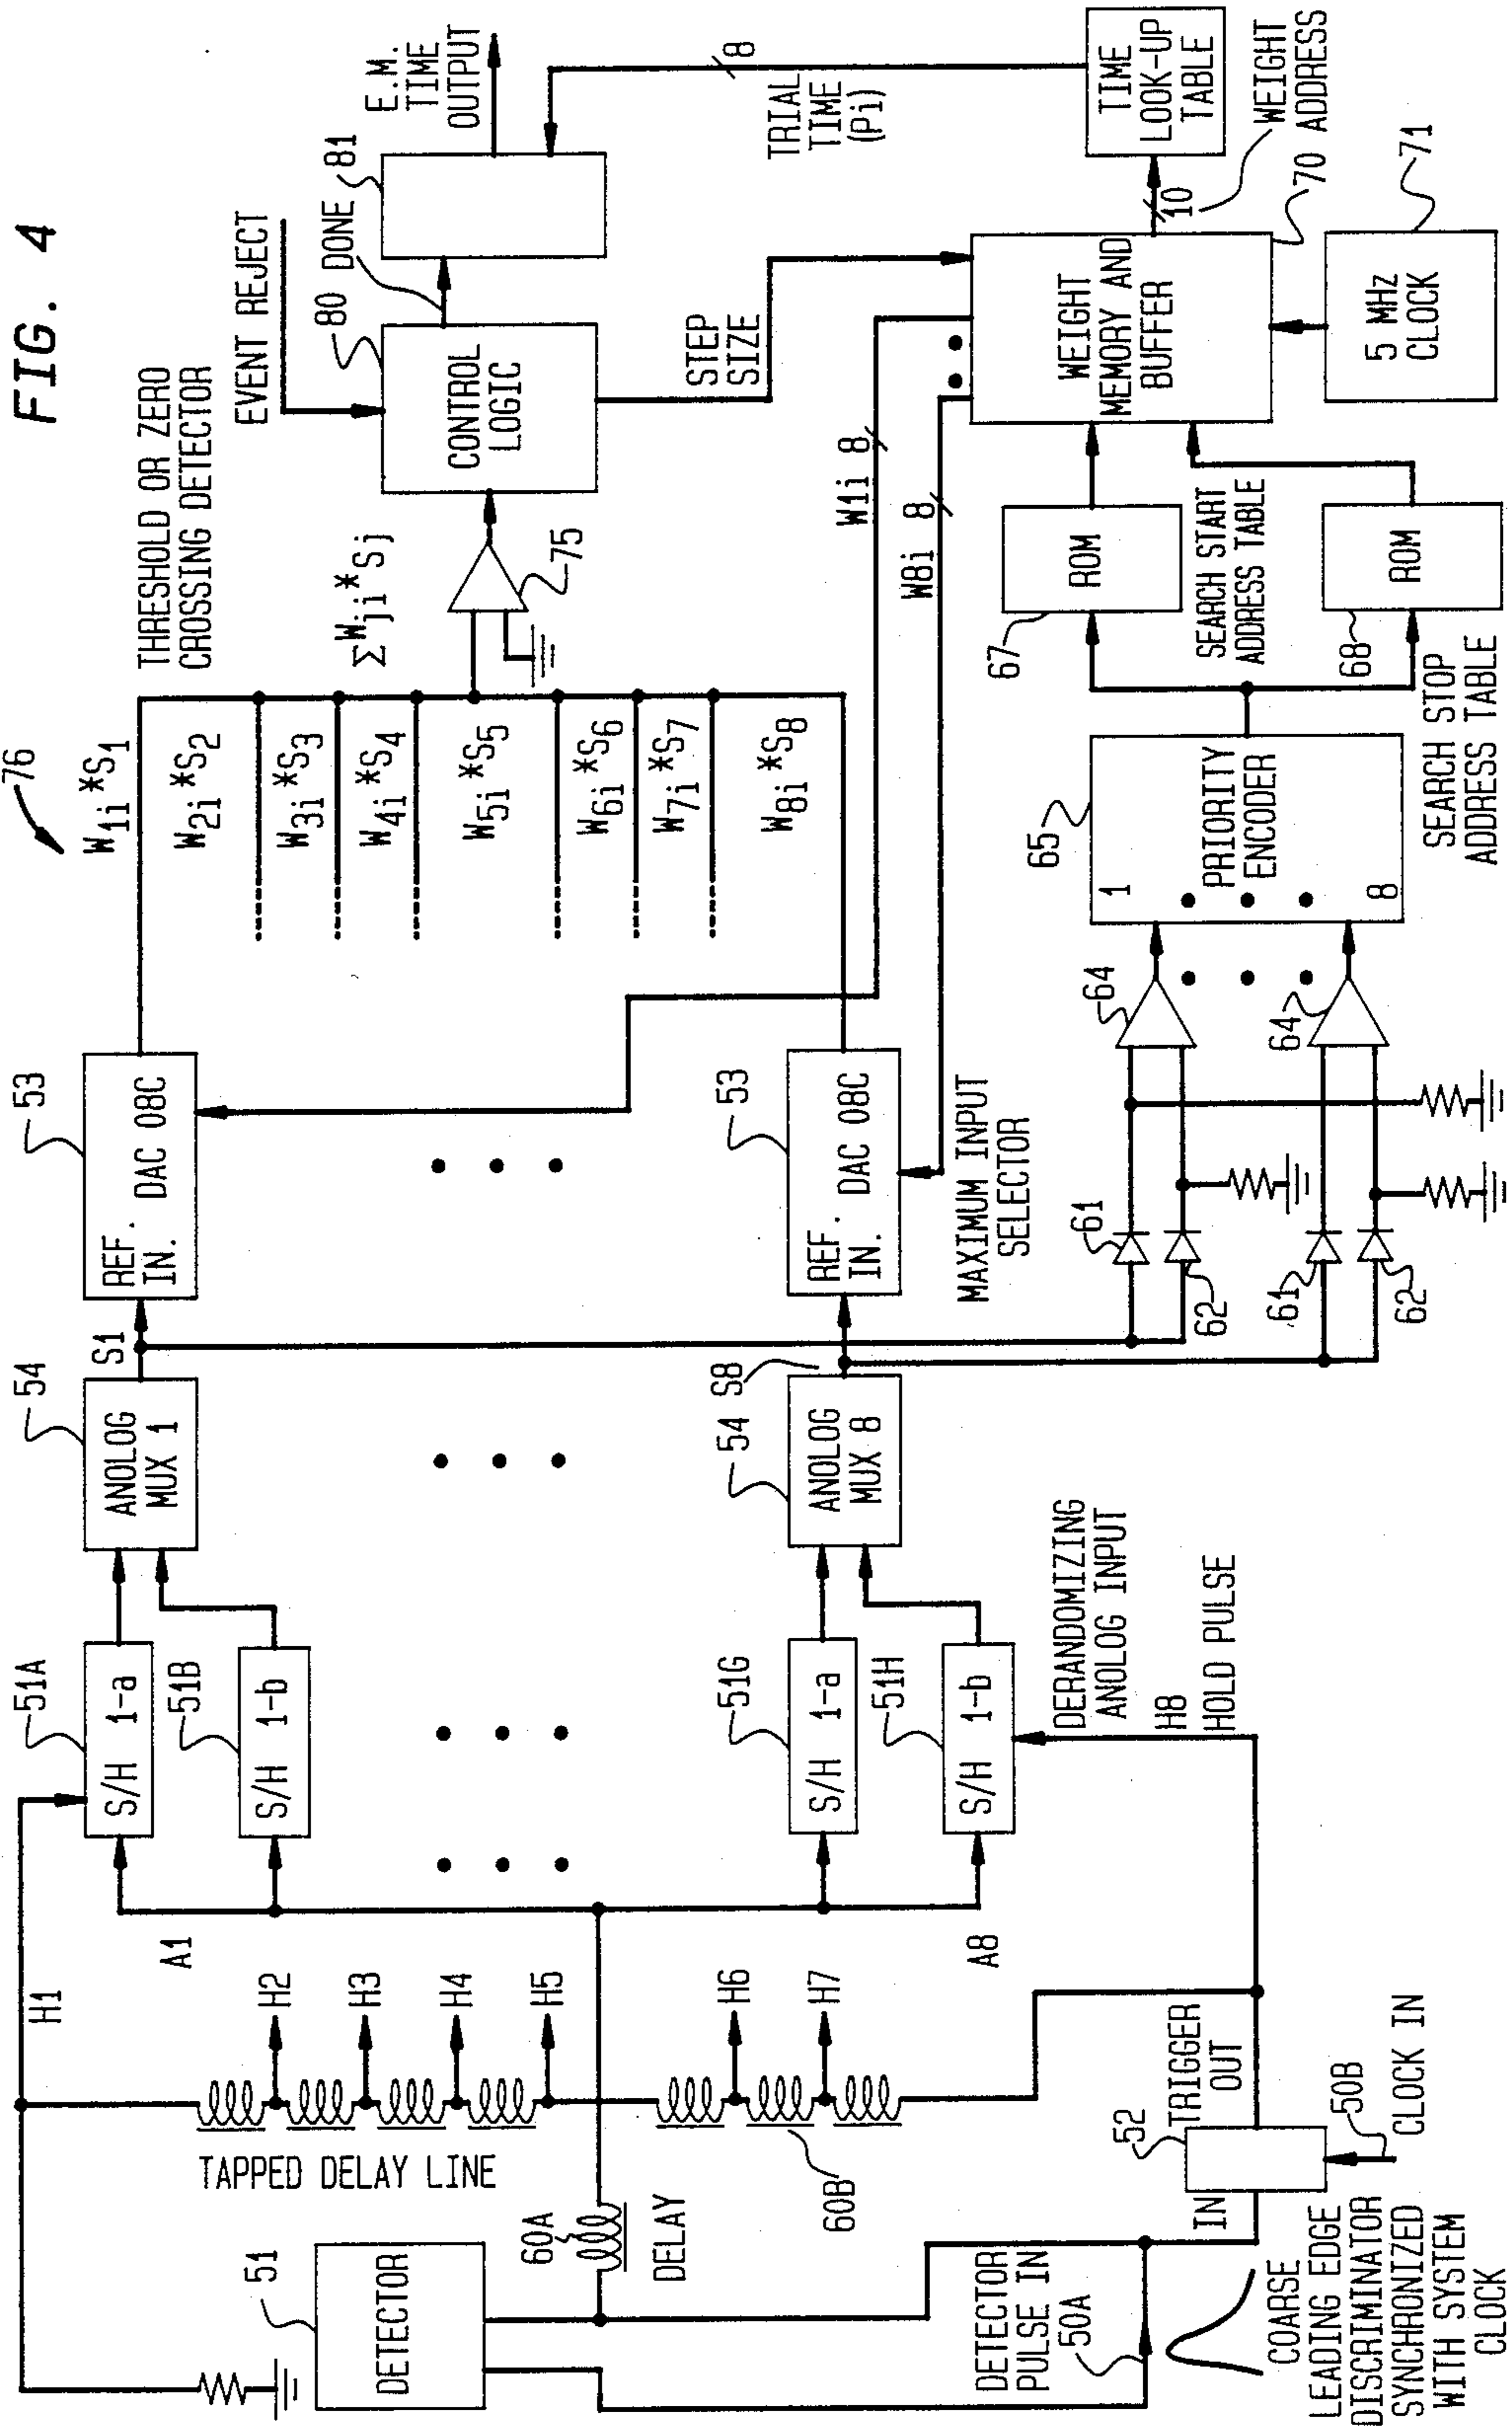 FIG. 4
76
THRESHOLD OR ZERO
CROSSING DETECTOR
EVENT REJECT
80
DONE
81
E.M.
TIME
OUTPUT
CONTROL
LOGIC
ΣWji*Sj
75
STEP
SIZE
TRIAL
TIME
(Pi)
8
TIME
LOOK-UP
TABLE
10
WEIGHT
ADDRESS
W1i*S1
W2i*S2
W3i*S3
W4i*S4
W5i*S5
W6i*S6
W7i*S7
W8i*S8
W1i
8
W8i
8
WEIGHT
MEMORY AND
BUFFER
70
5 MHz
CLOCK
71
53
REF.
IN.
DAC 08C
53
REF.
IN.
DAC 08C
MAXIMUM INPUT
SELECTOR
67
ROM
SEARCH START
ADDRESS TABLE
68
ROM
SEARCH STOP
ADDRESS TABLE
65
1
PRIORITY
ENCODER
8
64
64
61
62
61
62
54
S1
ANOLOG
MUX 1
54
S8
ANOLOG
MUX 8
51A
S/H 1-a
51B
S/H 1-b
51G
S/H 1-a
51H
S/H 1-b
DERANDOMIZING
ANOLOG INPUT
H8
HOLD PULSE
H1
A1
A8
H2
H3
H4
H5
H6
H7
TAPPED DELAY LINE
60A
DELAY
60B
51
DETECTOR
DETECTOR
PULSE IN
50A
52
TRIGGER
OUT
IN
50B
CLOCK IN
COARSE
LEADING EDGE
DISCRIMINATOR
SYNCHRONIZED
WITH SYSTEM
CLOCK